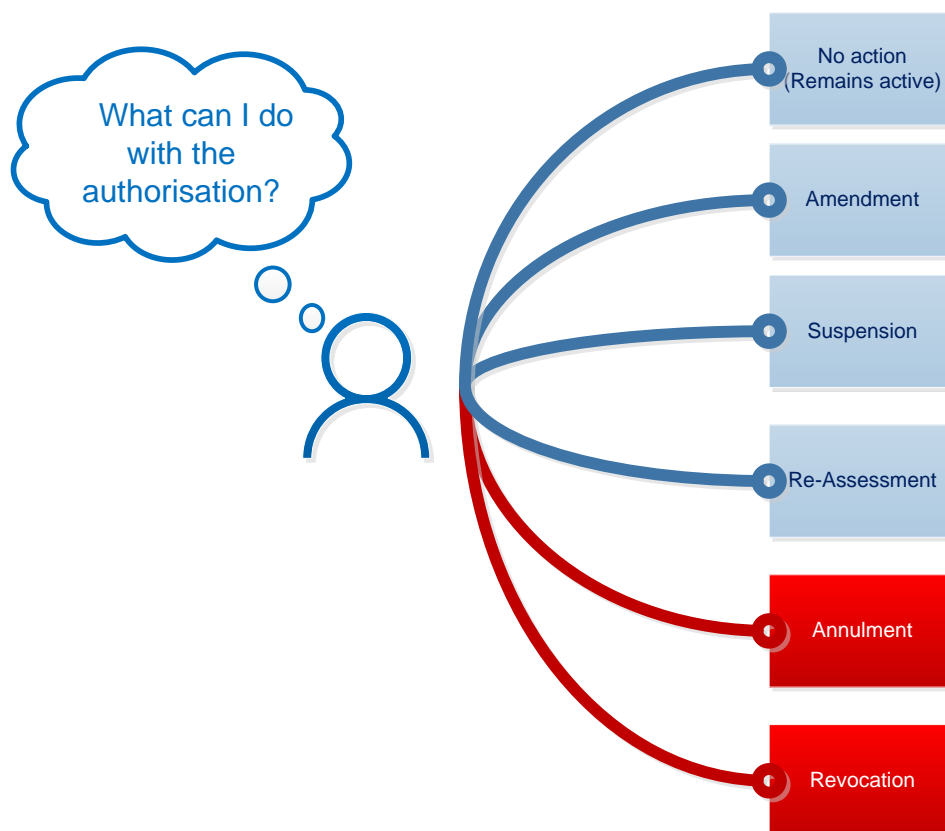 What can I do
with the
authorisation?
No action
(Remains active)
Amendment
Suspension
Re-Assessment
Annulment
Revocation